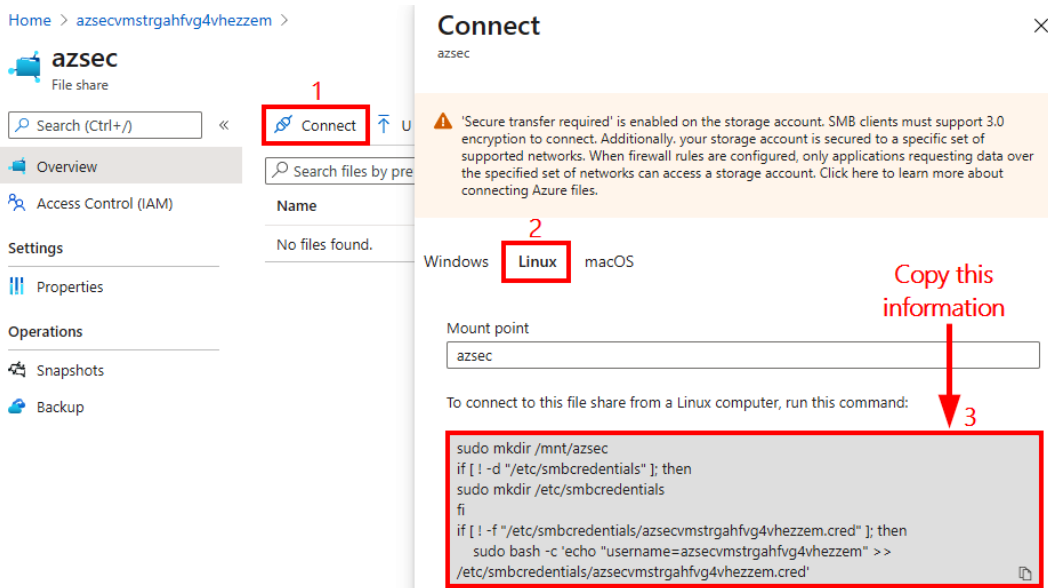 Home > azsecvmstrgahfvg4vhezzem >
azsec
File share
Search (Ctrl+/)
«
Overview
Access Control (IAM)
Settings
Properties
Operations
Snapshots
Backup
1
Connect
U
Search files by pre
Name
No files found.
Connect
azsec
'Secure transfer required' is enabled on the storage account. SMB clients must support 3.0
encryption to connect. Additionally, your storage account is secured to a specific set of
supported networks. When firewall rules are configured, only applications requesting data over
the specified set of networks can access a storage account. Click here to learn more about
connecting Azure files.
2
Windows Linux macOS
Copy this
information
Mount point
azsec
To connect to this file share from a Linux computer, run this command:
3
sudo mkdir /mnt/azsec
if [ ! -d "/etc/smbcredentials" ]; then
sudo mkdir /etc/smbcredentials
fi
if [ ! -f "/etc/smbcredentials/azsecvmstrgahfvg4vhezzem.cred" ]; then
sudo bash -c 'echo "username=azsecvmstrgahfvg4vhezzem" >>
/etc/smbcredentials/azsecvmstrgahfvg4vhezzem.cred'